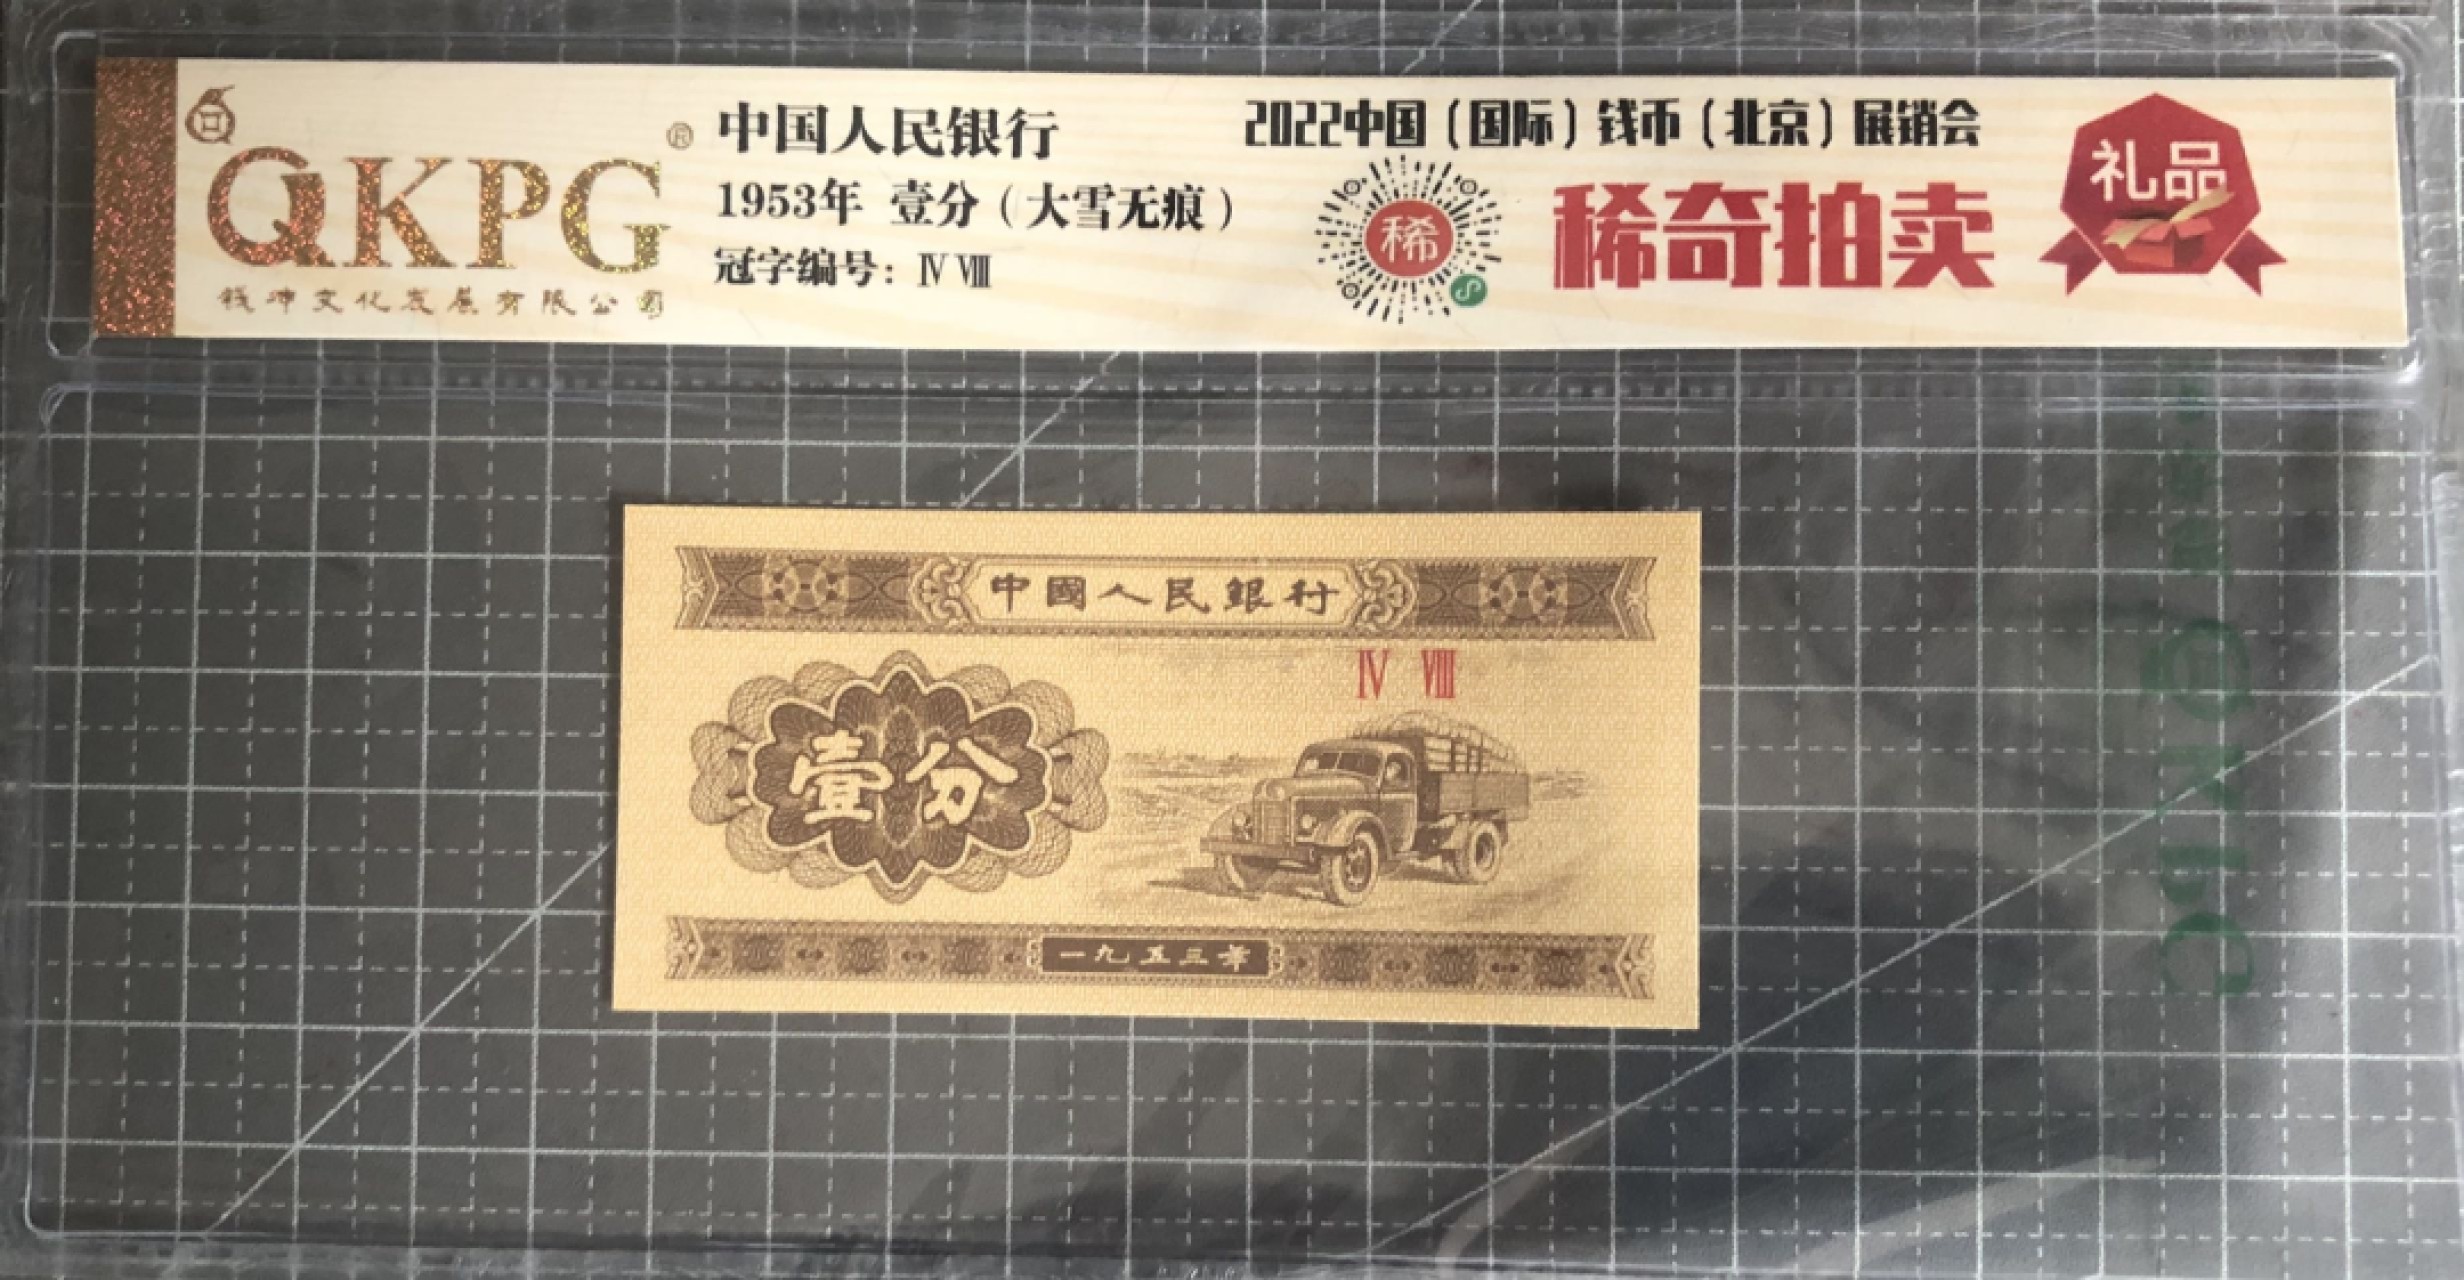 QKPG®
钱坤文化发展有限公司
中国人民银行
1953年 壹分（大雪无痕）
冠字编号：Ⅳ Ⅷ
2022中国（国际）钱币（北京）展销会
稀
稀奇拍卖
礼品
中國人民銀行
Ⅳ Ⅷ
壹分
一九五三年